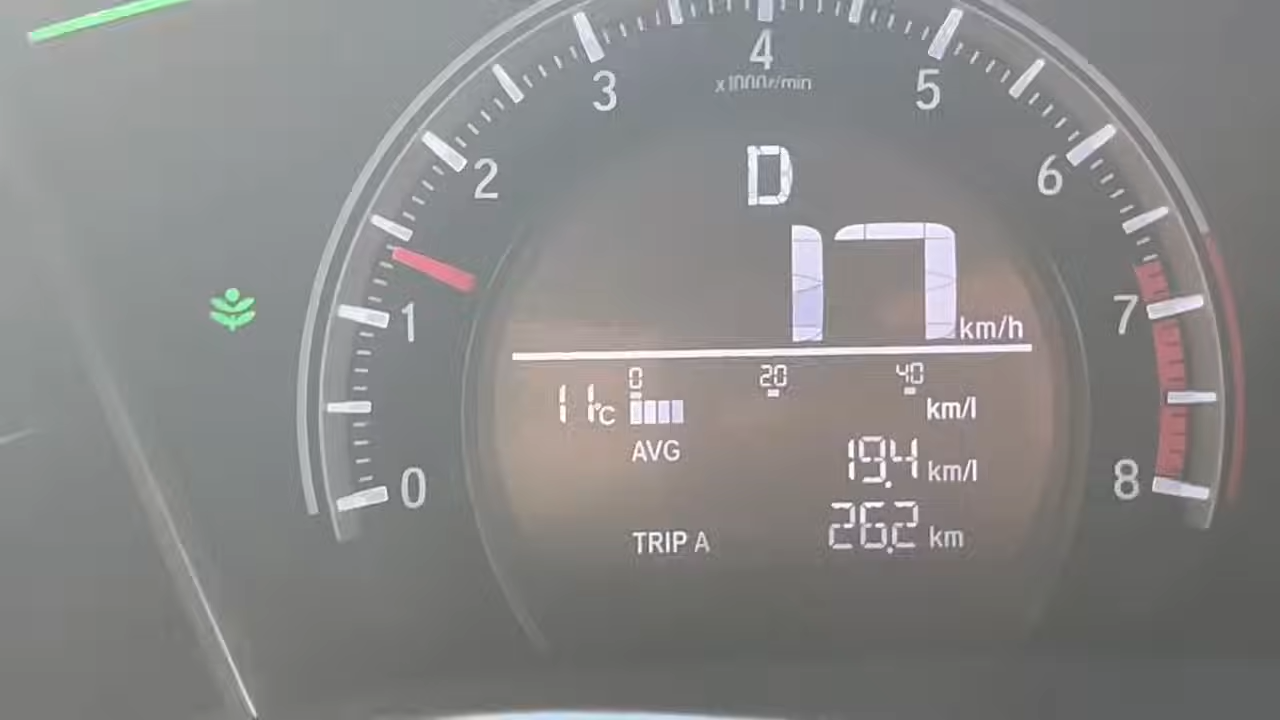 4
3 5
x1000r/min
D
2 6
17 km/h
1 7
0 20 40
11°C km/l
AVG 19.4 km/l
0 8
TRIP A 26.2 km